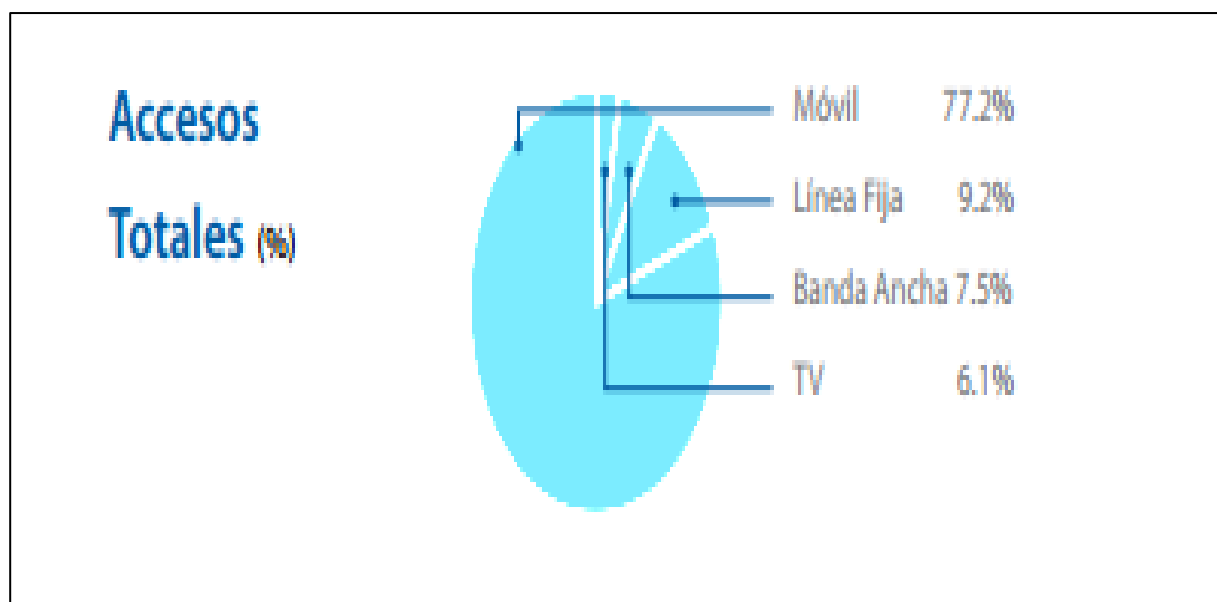 Accesos
Totales (%)
Móvil 77.2%
Línea Fija 9.2%
Banda Ancha 7.5%
TV 6.1%